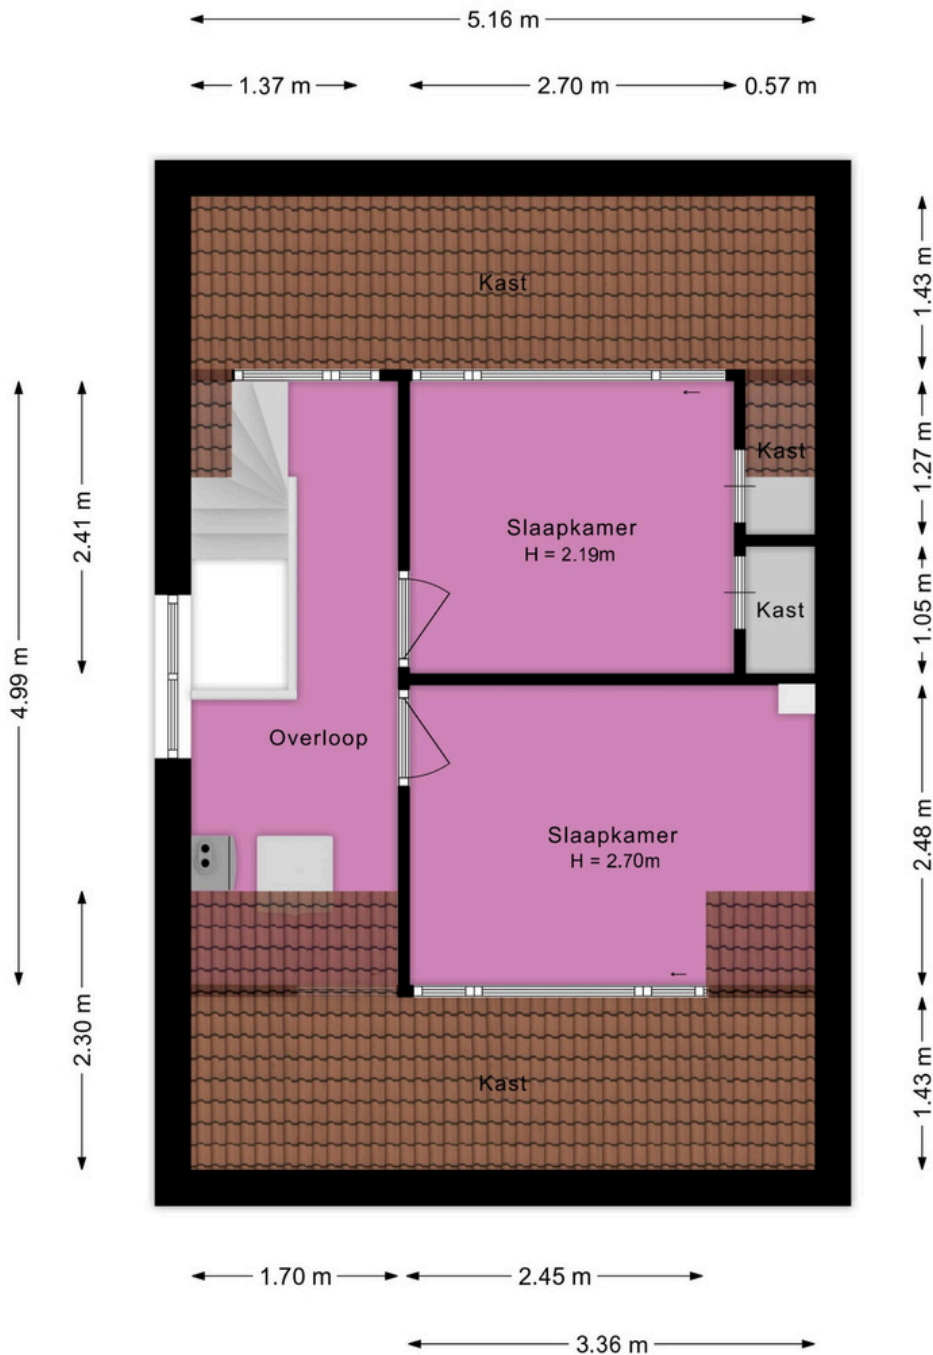 5.16 m
1.37 m
2.70 m
0.57 m
Kast
1.43 m
2.41 m
4.99 m
Kast
1.27 m
Slaapkamer
H = 2.19m
Kast
1.05 m
Overloop
Slaapkamer
H = 2.70m
2.48 m
2.30 m
Kast
1.43 m
1.70 m
2.45 m
3.36 m